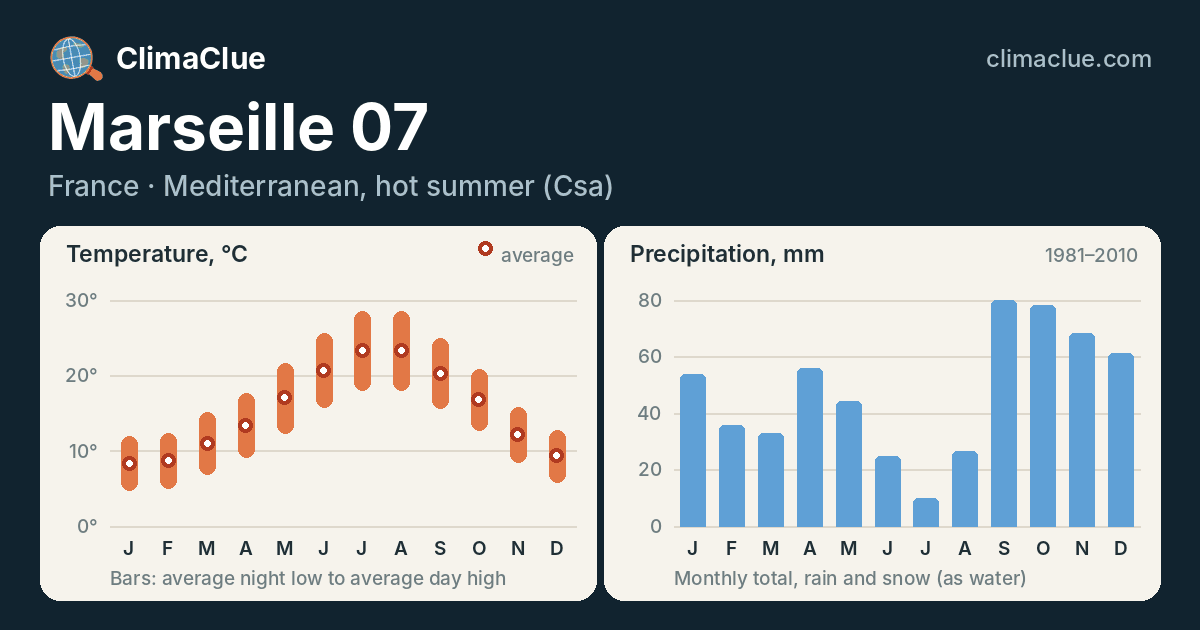 ClimaClue
climaclue.com
Marseille 07
France · Mediterranean, hot summer (Csa)
Temperature, °C
average
30°
20°
10°
0°
J F M A M J J A S O N D
Bars: average night low to average day high
Precipitation, mm
1981–2010
80
60
40
20
0
J F M A M J J A S O N D
Monthly total, rain and snow (as water)